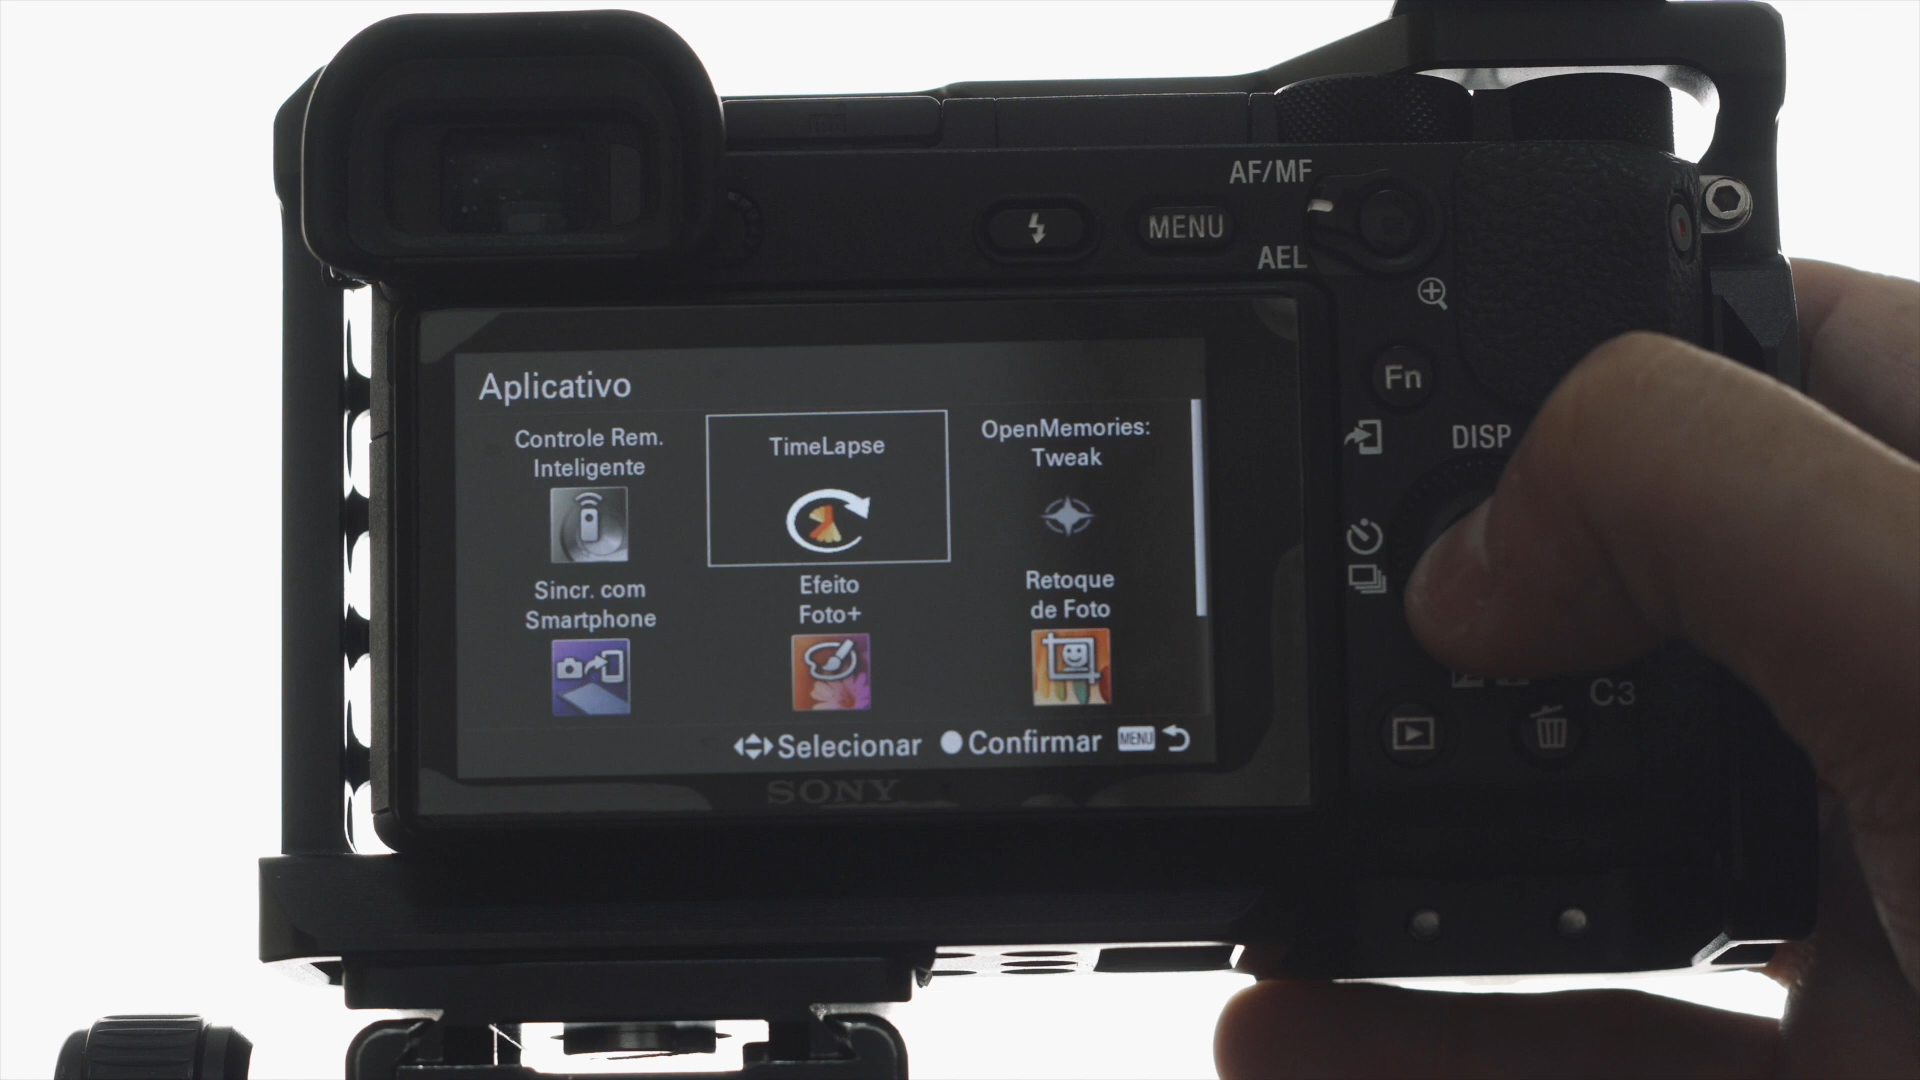 AF/MF
MENU
AEL
Fn
DISP
Aplicativo
Controle Rem.
Inteligente
TimeLapse
OpenMemories:
Tweak
Sincr. com
Smartphone
Efeito
Foto+
Retoque
de Foto
Selecionar
Confirmar
MENU
SONY
C3